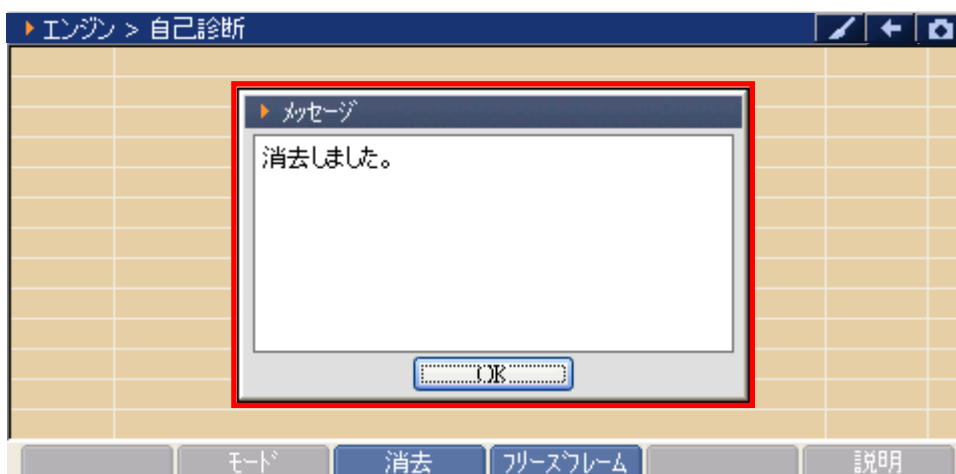 エンジン > 自己診断
メッセージ
消去しました。
OK
モード 消去 フリーズフレーム 説明